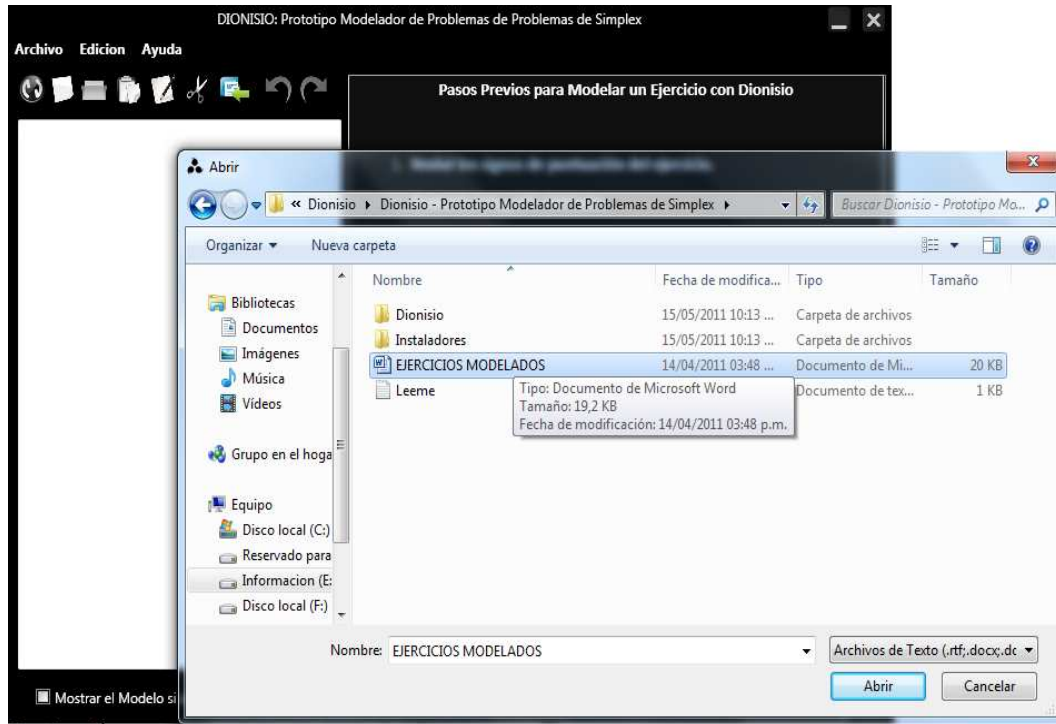 DIONISIO: Prototipo Modelador de Problemas de Problemas de Simplex
Archivo Edicion Ayuda
Pasos Previos para Modelar un Ejercicio con Dionisio
Abrir
« Dionisio Dionisio - Prototipo Modelador de Problemas de Simplex
Buscar Dionisio - Prototipo Mo...
Organizar Nueva carpeta
Nombre Fecha de modifica... Tipo Tamaño
Bibliotecas
Documentos
Imágenes
Música
Vídeos
Grupo en el hoga
Equipo
Disco local (C:)
Reservado para
Informacion (E:
Disco local (F:)
Dionisio 15/05/2011 10:13 ... Carpeta de archivos
Instaladores 15/05/2011 10:13 ... Carpeta de archivos
EJERCICIOS MODELADOS 14/04/2011 03:48 ... Documento de Mi... 20 KB
Leeme Documento de tex... 1 KB
Tipo: Documento de Microsoft Word
Tamaño: 19,2 KB
Fecha de modificación: 14/04/2011 03:48 p.m.
Nombre: EJERCICIOS MODELADOS
Archivos de Texto (.rtf;.docx;.dc
Abrir Cancelar
Mostrar el Modelo si